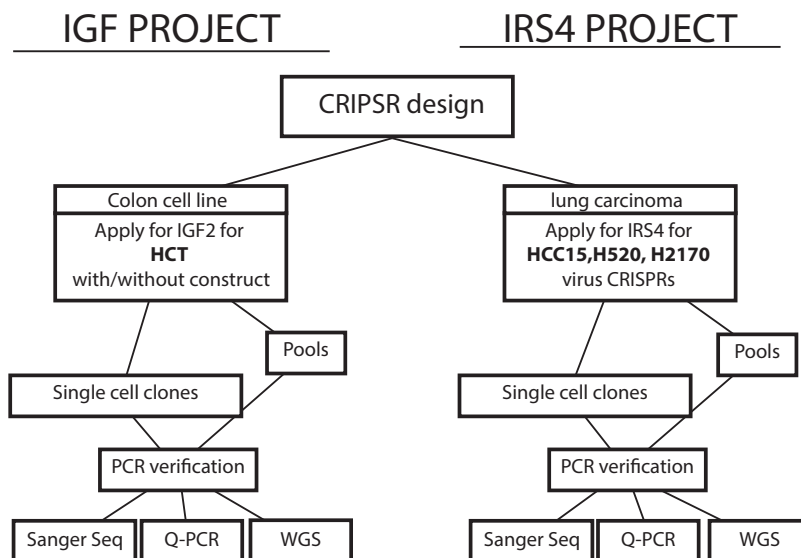 IGF PROJECT
IRS4 PROJECT
CRIPSR design
Colon cell line
Apply for IGF2 for
HCT
with/without construct
lung carcinoma
Apply for IRS4 for
HCC15,H520, H2170
virus CRISPRs
Pools
Single cell clones
PCR verification
Sanger Seq
Q-PCR
WGS
Pools
Single cell clones
PCR verification
Sanger Seq
Q-PCR
WGS